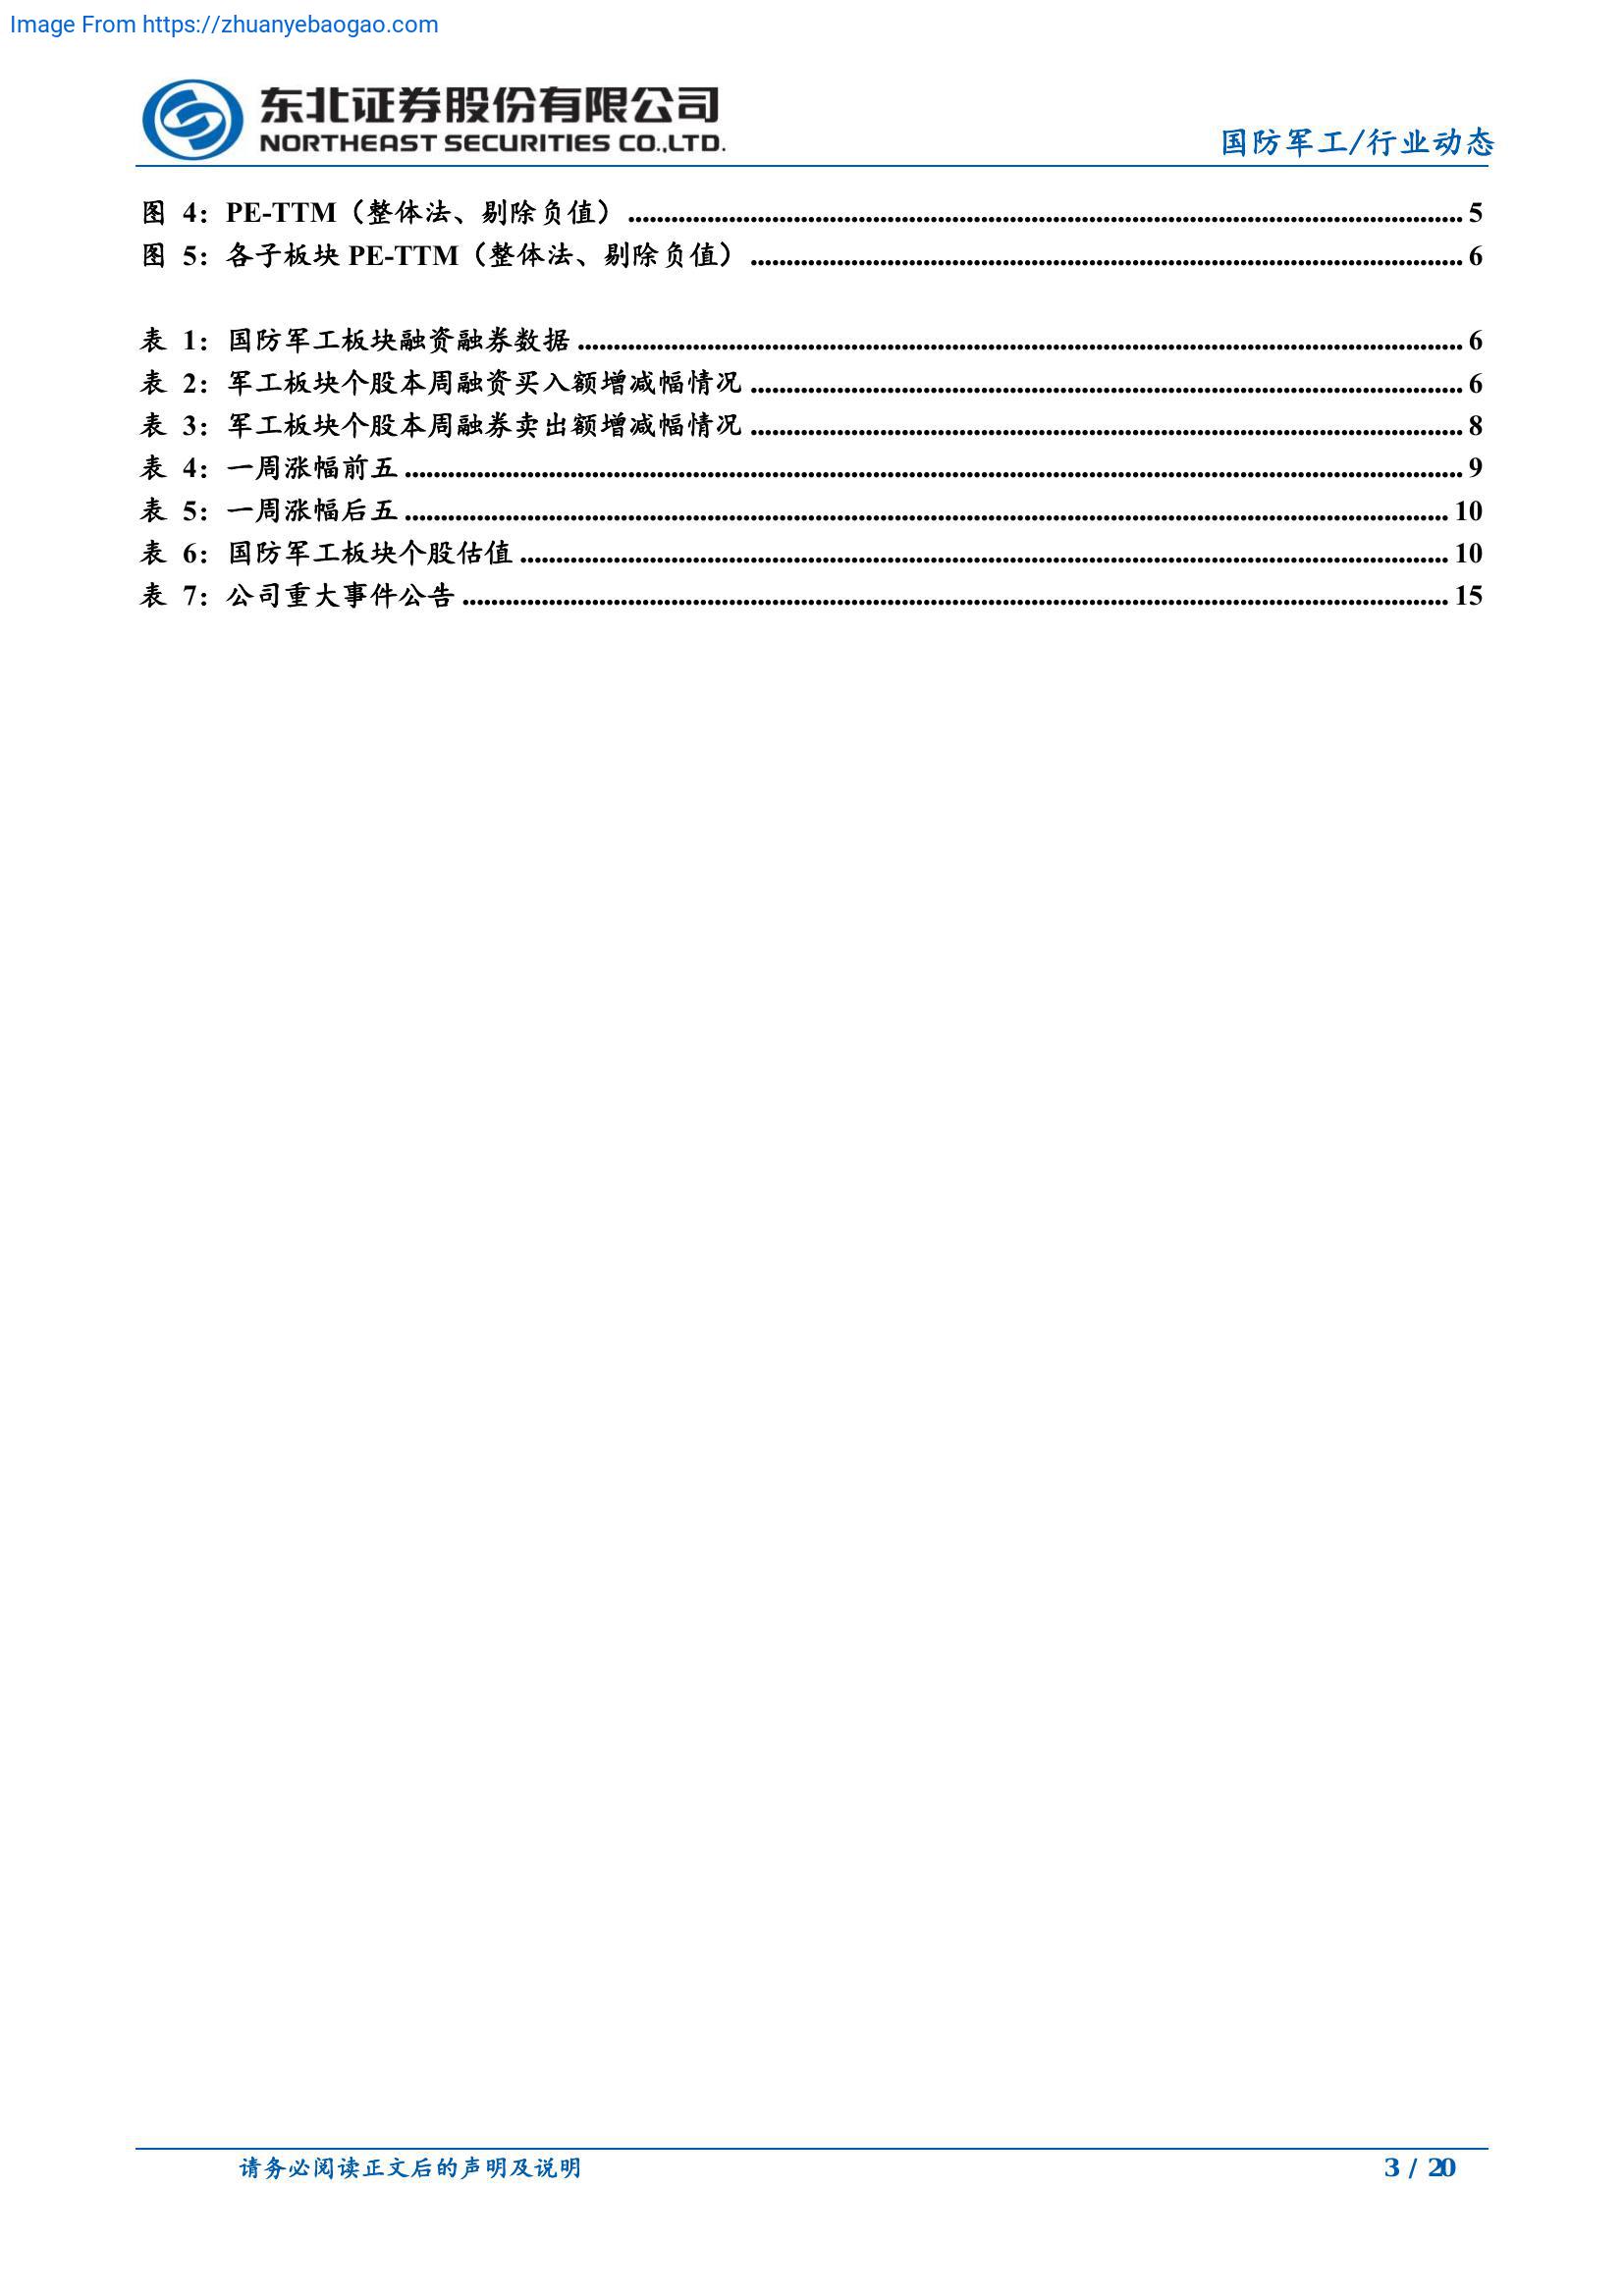 Image From https://zhuanyebaogao.com
东北证券股份有限公司
NORTHEAST SECURITIES CO.,LTD.
国防军工/行业动态
图 4：PE-TTM（整体法、剔除负值） 5
图 5：各子板块 PE-TTM（整体法、剔除负值） 6
表 1：国防军工板块融资融券数据 6
表 2：军工板块个股本周融资买入额增减幅情况 6
表 3：军工板块个股本周融券卖出额增减幅情况 8
表 4：一周涨幅前五 9
表 5：一周涨幅后五 10
表 6：国防军工板块个股估值 10
表 7：公司重大事件公告 15
请务必阅读正文后的声明及说明
3 / 20